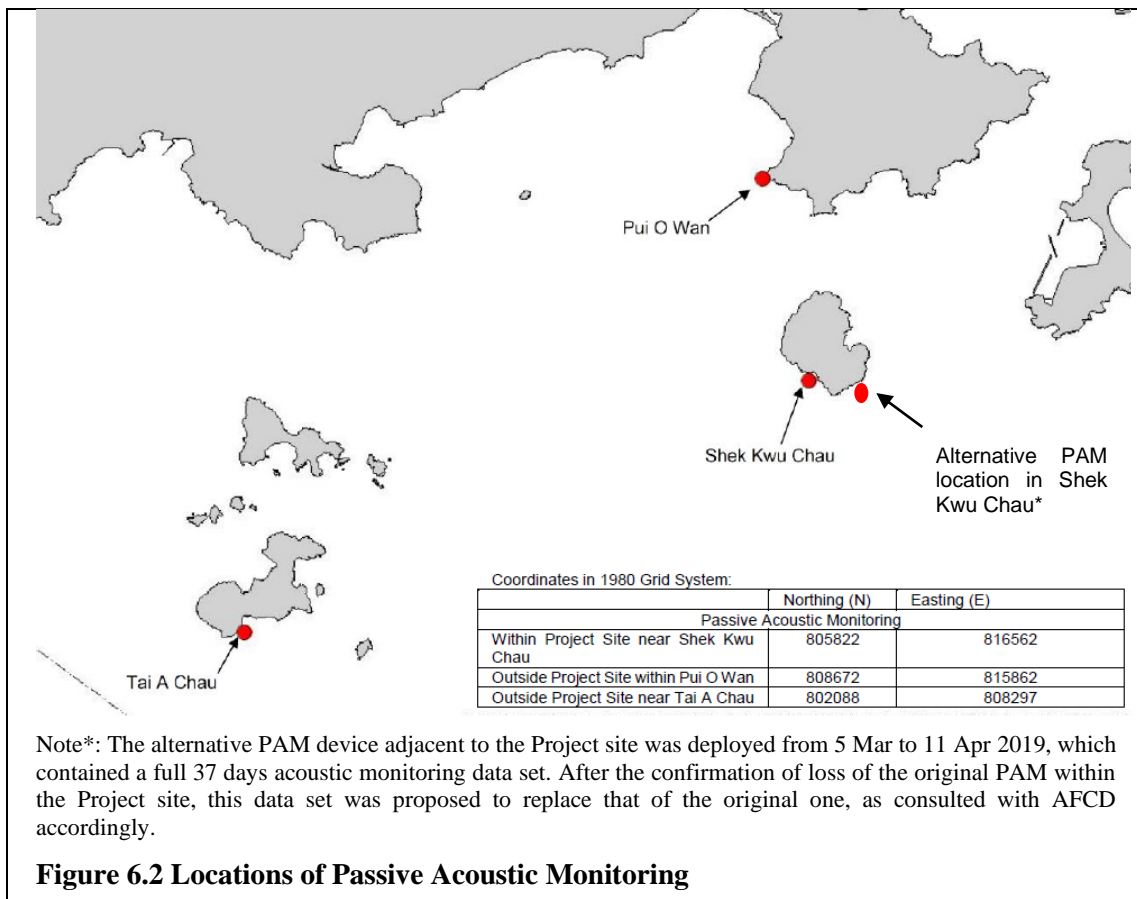 Pui O Wan
Shek Kwu Chau
Alternative PAM
location in Shek
Kwu Chau*
Tai A Chau
Coordinates in 1980 Grid System:
Northing (N) Easting (E)
Passive Acoustic Monitoring
Within Project Site near Shek Kwu 805822 816562
Chau
Outside Project Site within Pui O Wan 808672 815862
Outside Project Site near Tai A Chau 802088 808297
Note*: The alternative PAM device adjacent to the Project site was deployed from 5 Mar to 11 Apr 2019, which
contained a full 37 days acoustic monitoring data set. After the confirmation of loss of the original PAM within
the Project site, this data set was proposed to replace that of the original one, as consulted with AFCD
accordingly.
Figure 6.2 Locations of Passive Acoustic Monitoring